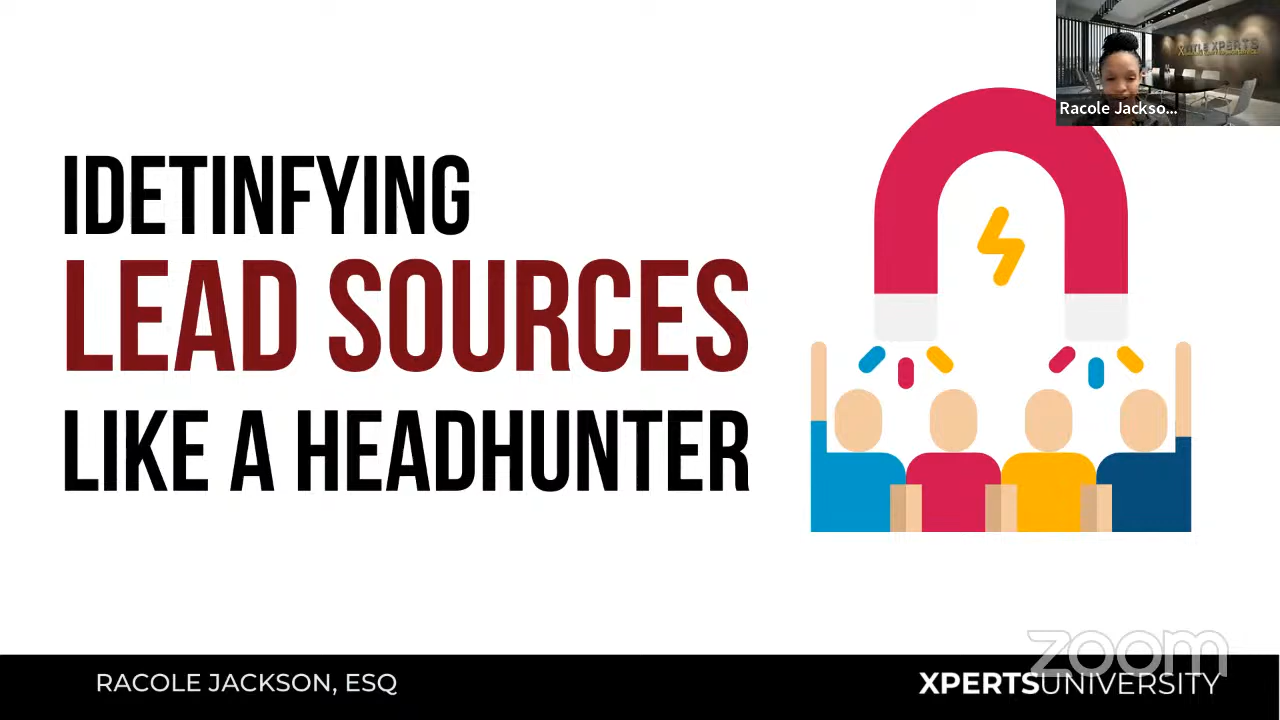 IDETINFYING
LEAD SOURCES
LIKE A HEADHUNTER
Racole Jackso...
zoom
RACOLE JACKSON, ESQ
XPERTSUNIVERSITY